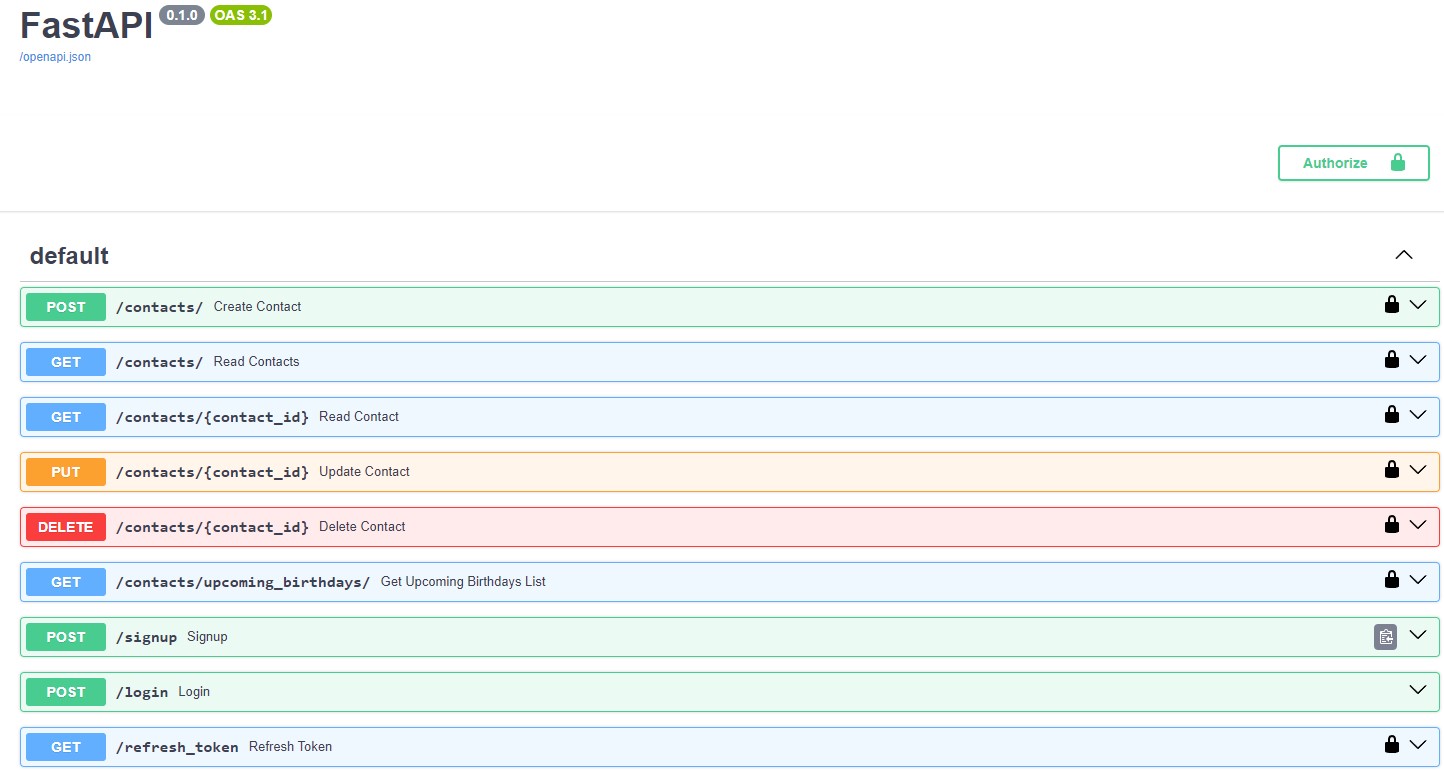 FastAPI 0.1.0 OAS 3.1
/openapi.json
Authorize
default
POST /contacts/ Create Contact
GET /contacts/ Read Contacts
GET /contacts/{contact_id} Read Contact
PUT /contacts/{contact_id} Update Contact
DELETE /contacts/{contact_id} Delete Contact
GET /contacts/upcoming_birthdays/ Get Upcoming Birthdays List
POST /signup Signup
POST /login Login
GET /refresh_token Refresh Token